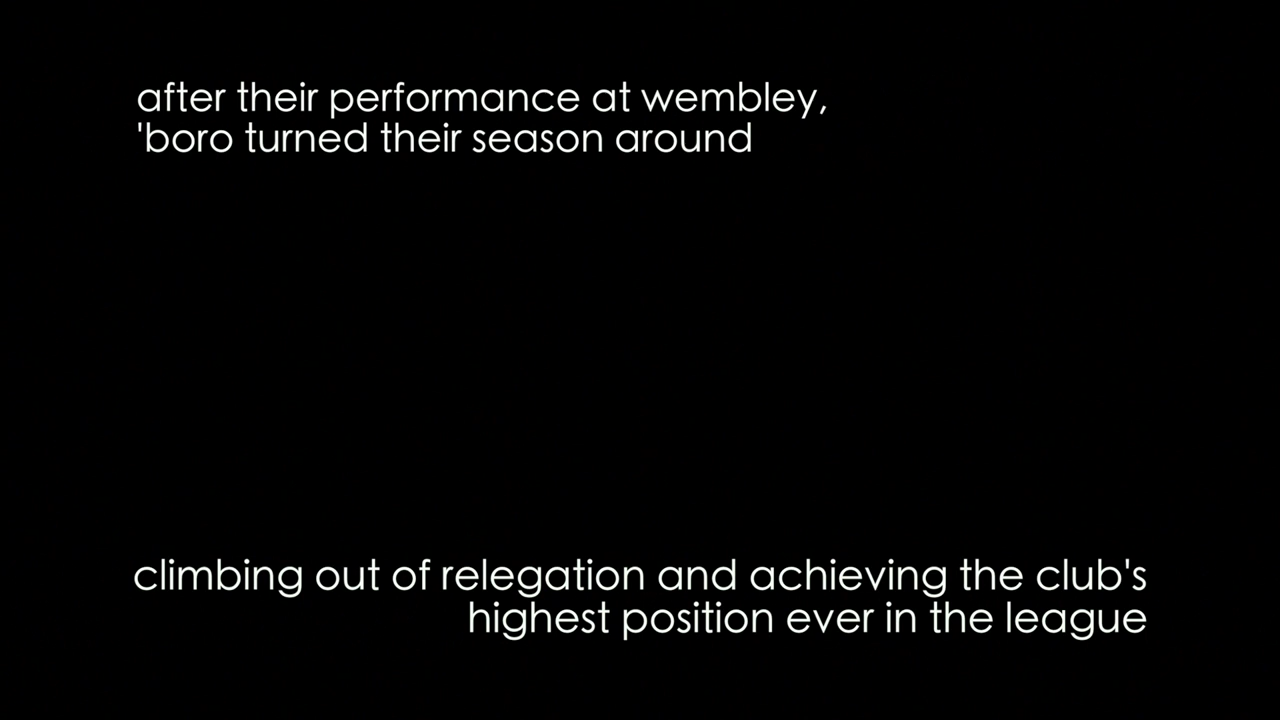 after their performance at wembley,
'boro turned their season around
climbing out of relegation and achieving the club's
highest position ever in the league